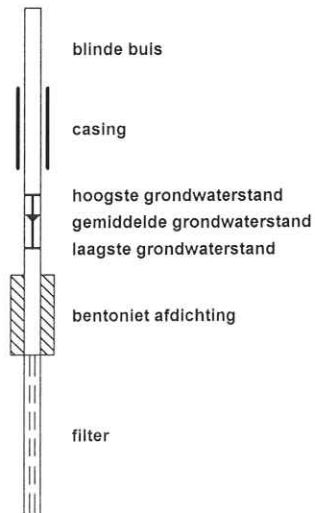 blinde buis
casing
hoogste grondwaterstand
gemiddelde grondwaterstand
laagste grondwaterstand
bentoniet afdichting
filter